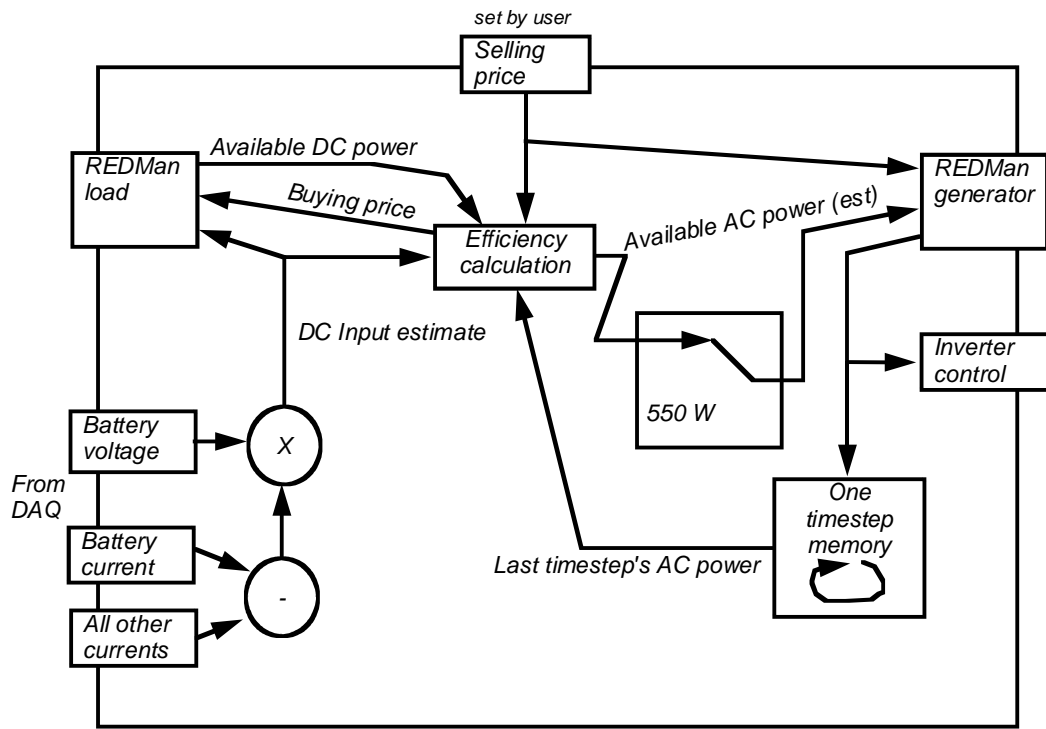 set by user
Selling
price
REDMan
load
Available DC power
Buying price
Efficiency
calculation
Available AC power (est)
REDMan
generator
DC Input estimate
550 W
Inverter
control
Battery
voltage
X
From
DAQ
Battery
current
-
All other
currents
One
timestep
memory
Last timestep's AC power